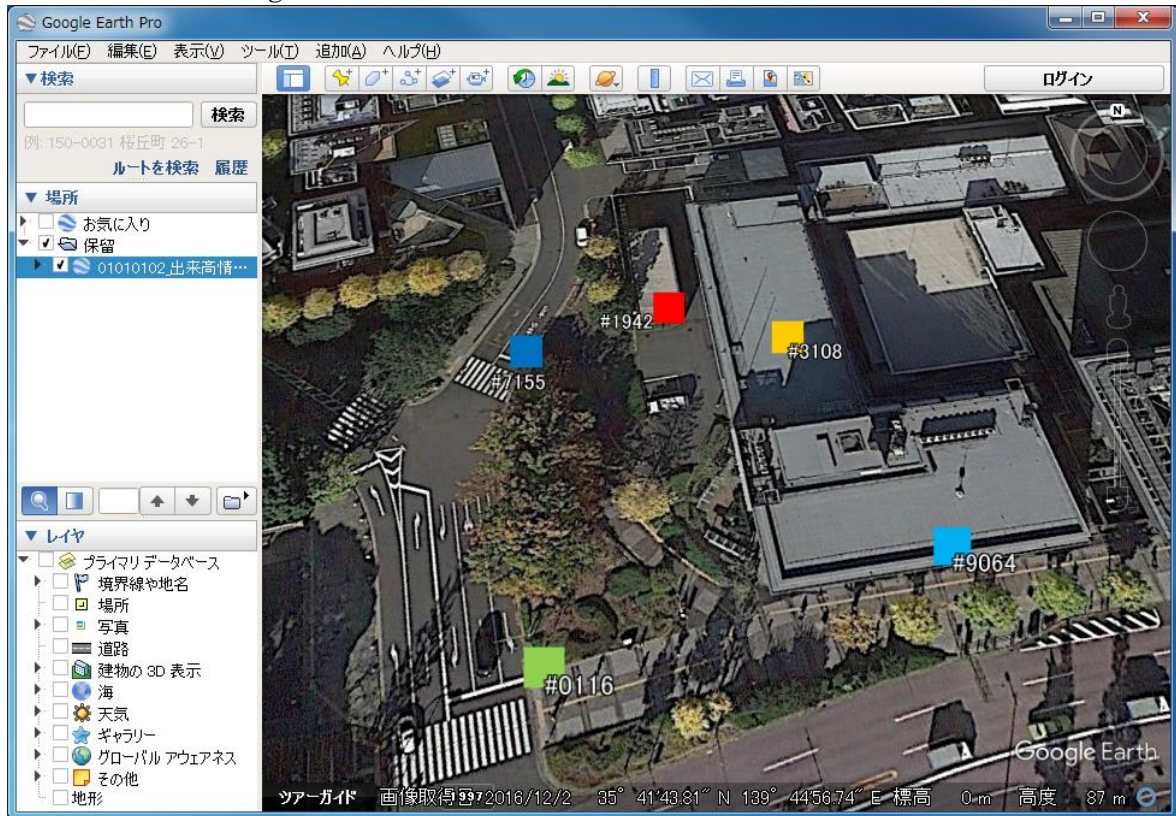 Google Earth Pro
ファイル(F) 編集(E) 表示(V) ツール(T) 追加(A) ヘルプ(H)
▼検索
ログイン
検索
例: 150-0031 桜丘町 26-1
ルートを検索 履歴
▼ 場所
お気に入り
保留
01010102_出来高情…
N
#1942
#3108
#7155
#9064
#0116
▼ レイヤ
プライマリ データベース
境界線や地名
場所
写真
道路
建物の 3D 表示
海
天気
ギャラリー
グローバル アウェアネス
その他
地形
Google Earth
ツアーガイド 1997 画像取得日: 2016/12/2 35° 41'43.81" N 139° 44'56.74" E 標高 0 m 高度 87 m